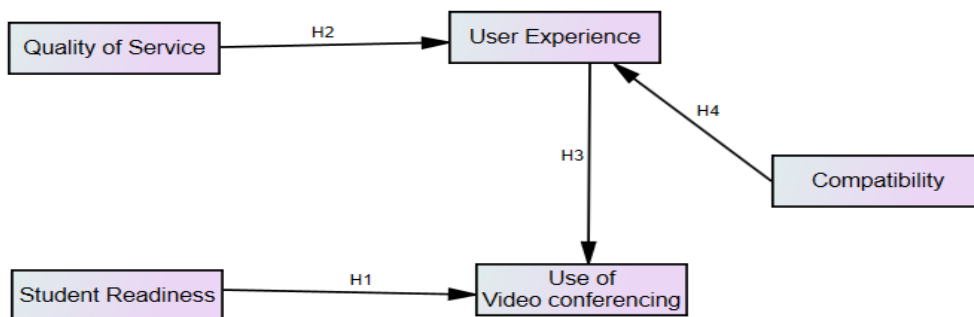 H2
User Experience
Quality of Service
H4
H3
Compatibility
H1
Use of
Video conferencing
Student Readiness